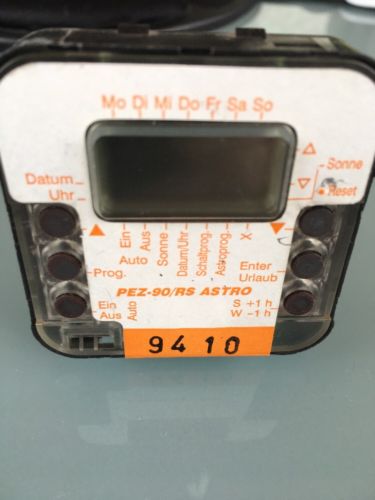 Mo Di Mi Do Fr Sa So
Sonne
Datum
Uhr
Reset
Ein
Aus
Sonne
Datum/Uhr
Schaltprog.
Astroprog.
X
Auto
Prog.
Enter
Urlaub
PEZ-90/RS ASTRO
Ein
Aus
Auto
S +1 h
W -1 h
9410